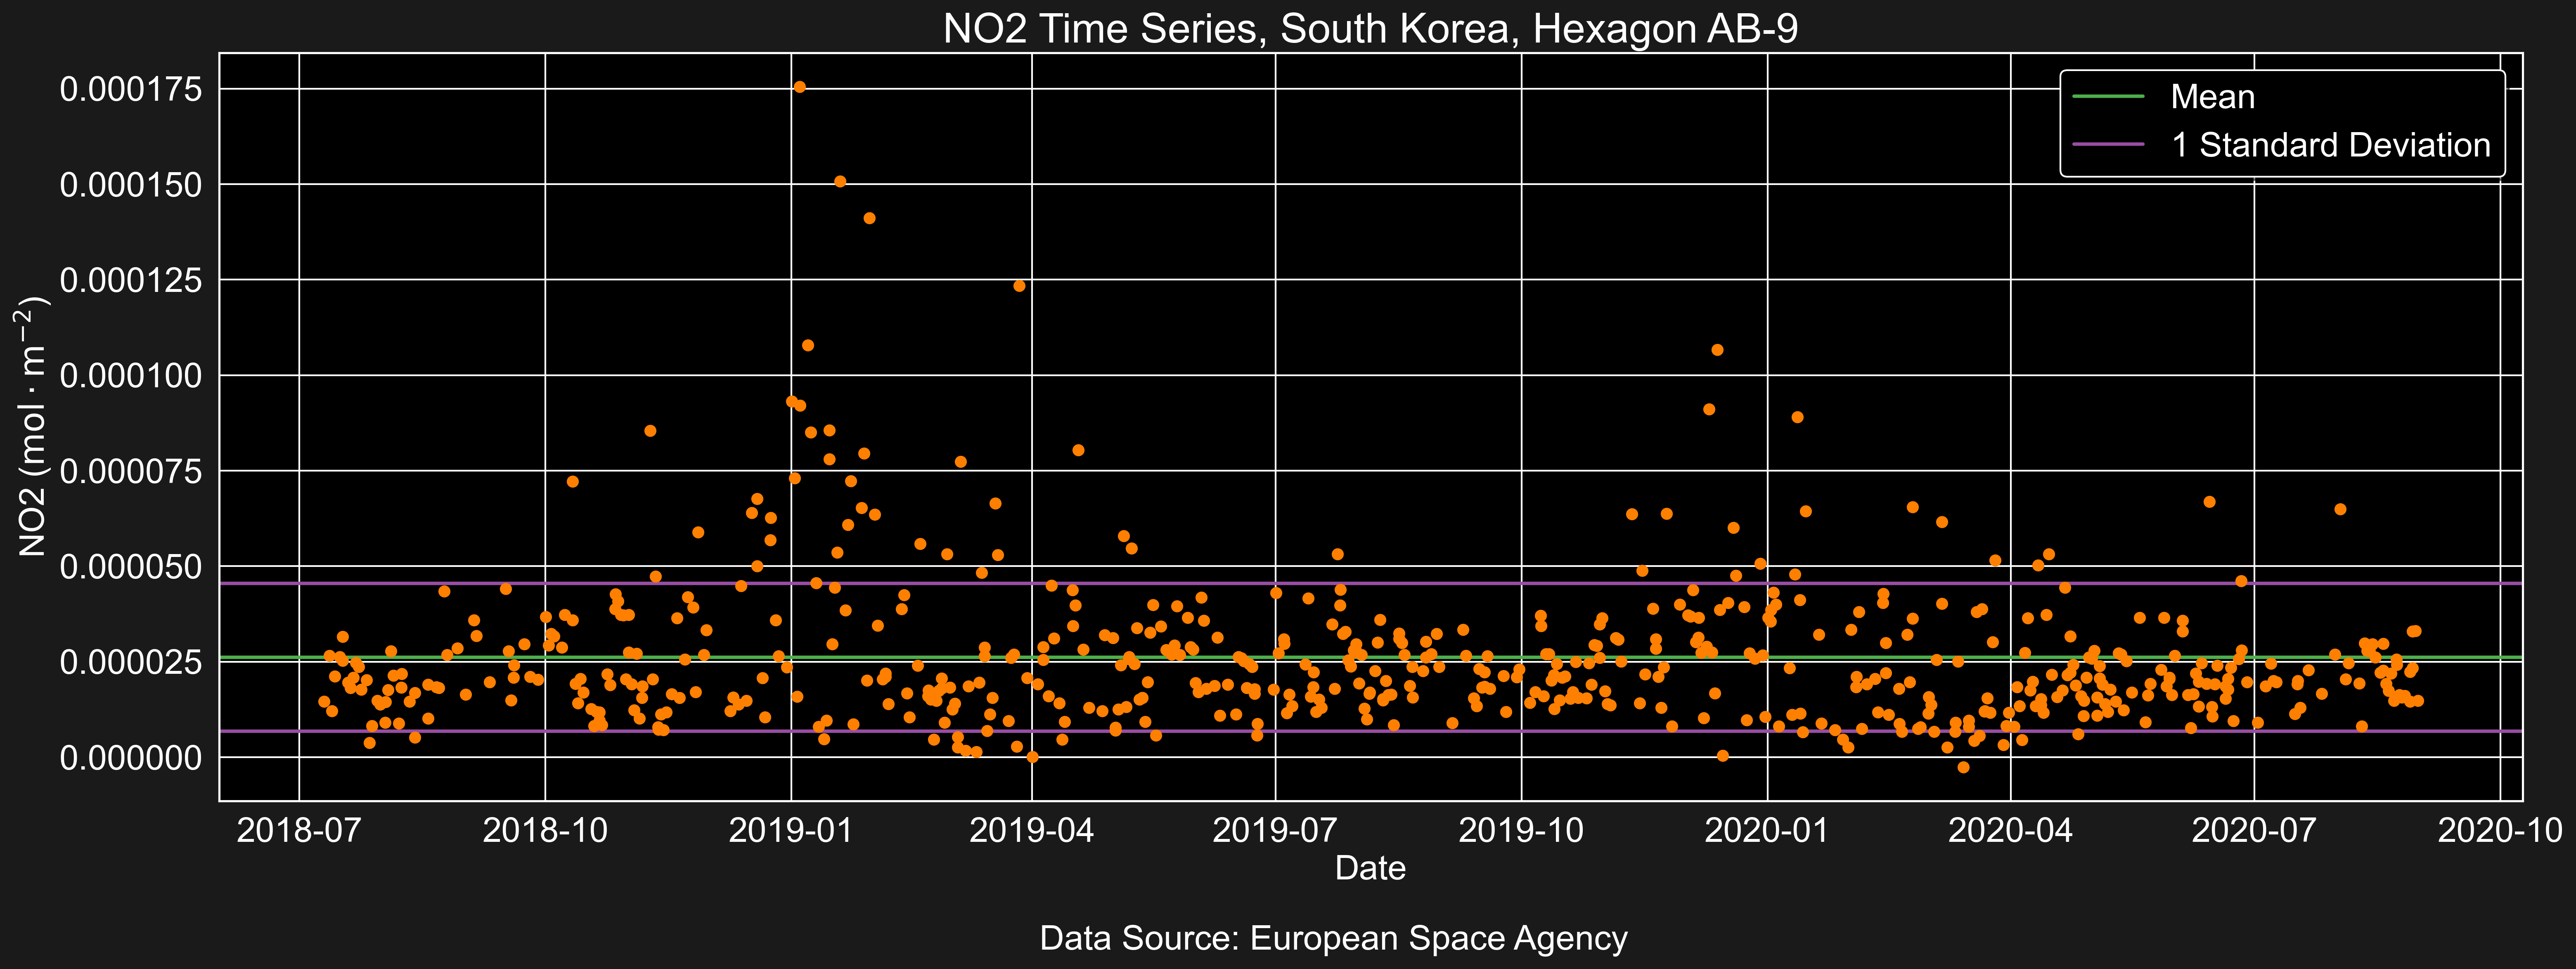 NO2 Time Series, South Korea, Hexagon AB-9
NO2 (mol · m⁻²)
0.000175
0.000150
0.000125
0.000100
0.000075
0.000050
0.000025
0.000000
Mean
1 Standard Deviation
2018-07 2018-10 2019-01 2019-04 2019-07 2019-10 2020-01 2020-04 2020-07 2020-10
Date
Data Source: European Space Agency